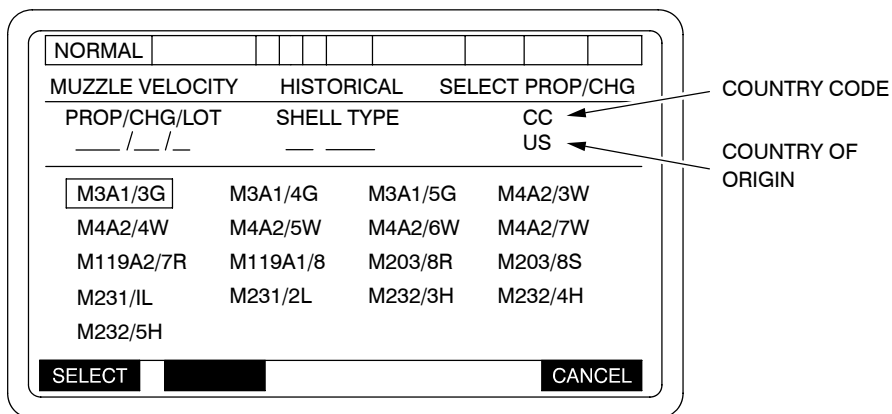 NORMAL
MUZZLE VELOCITY HISTORICAL SELECT PROP/CHG
PROP/CHG/LOT SHELL TYPE CC
____ /__ /_ __ ____ US
COUNTRY CODE
COUNTRY OF
ORIGIN
M3A1/3G M3A1/4G M3A1/5G M4A2/3W
M4A2/4W M4A2/5W M4A2/6W M4A2/7W
M119A2/7R M119A1/8 M203/8R M203/8S
M231/IL M231/2L M232/3H M232/4H
M232/5H
SELECT CANCEL